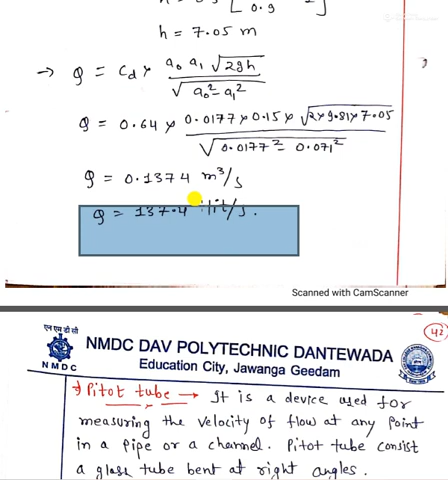 h = 7.05 m
→ Q = Cd × a₀ a₁ √2gh / √a₀² - a₁²
Q = 0.64 × 0.0177 × 0.15 × √2×9.81×7.05 / √0.0177² - 0.071²
Q = 0.1374 m³/s
Q = 137.4 lit/s.
Scanned with CamScanner
एन एम डी सी
NMDC
NMDC DAV POLYTECHNIC DANTEWADA
Education City, Jawanga Geedam
42
Pitot tube → It is a device used for
measuring the velocity of flow at any point
in a pipe or a channel. Pitot tube consist
a glass tube bent at right angles.